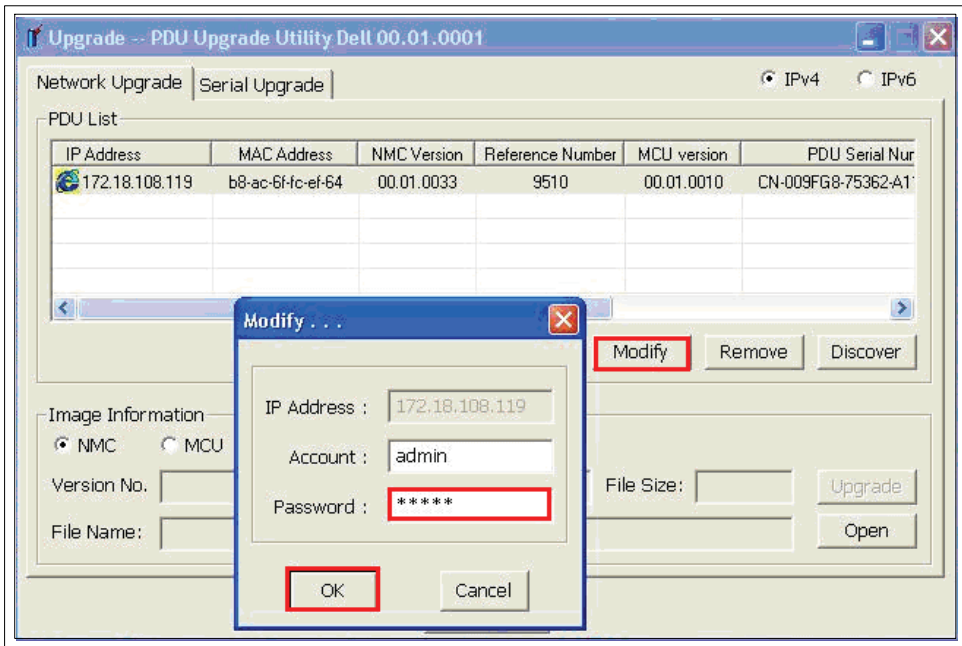 Upgrade -- PDU Upgrade Utility Dell 00.01.0001
Network Upgrade Serial Upgrade IPv4 IPv6
PDU List
IP Address MAC Address NMC Version Reference Number MCU version PDU Serial Nur
172.18.108.119 b8-ac-6f-fc-ef-64 00.01.0033 9510 00.01.0010 CN-009FG8-75362-A1
Modify Remove Discover
Modify . . .
IP Address : 172.18.108.119
Account : admin
Password : *****
OK Cancel
Image Information
NMC MCU
Version No. File Size: Upgrade
File Name: Open